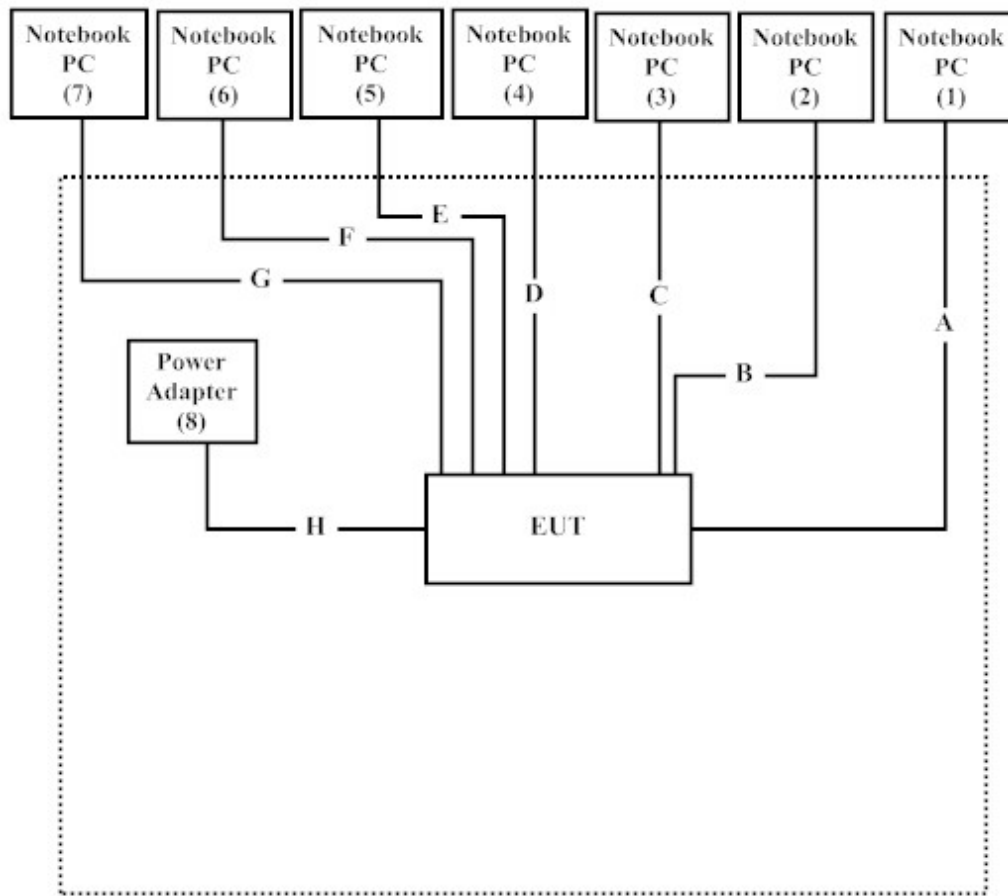 Notebook
PC
(7)
Notebook
PC
(6)
Notebook
PC
(5)
Notebook
PC
(4)
Notebook
PC
(3)
Notebook
PC
(2)
Notebook
PC
(1)
E
F
G
D
C
A
B
Power
Adapter
(8)
H
EUT